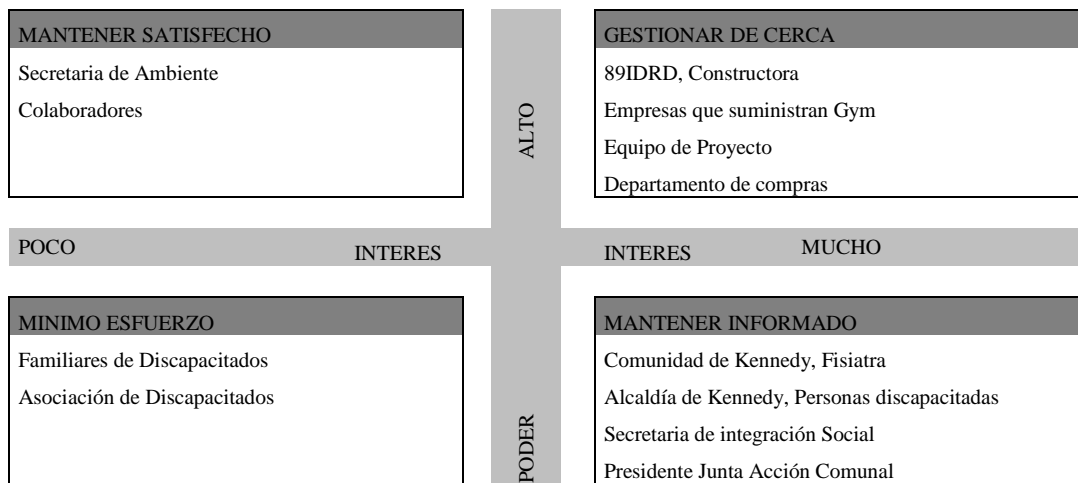 MANTENER SATISFECHO
Secretaria de Ambiente
Colaboradores
ALTO
GESTIONAR DE CERCA
89IDRD, Constructora
Empresas que suministran Gym
Equipo de Proyecto
Departamento de compras
POCO
INTERES
INTERES
MUCHO
MINIMO ESFUERZO
Familiares de Discapacitados
Asociación de Discapacitados
PODER
MANTENER INFORMADO
Comunidad de Kennedy, Fisiatra
Alcaldía de Kennedy, Personas discapacitadas
Secretaria de integración Social
Presidente Junta Acción Comunal